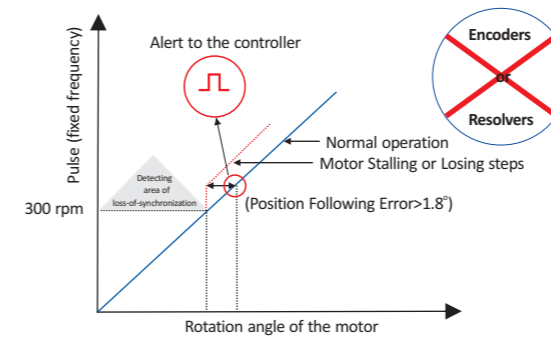 Alert to the controller
Encoders
or
Resolvers
Pulse (fixed frequency)
Normal operation
Motor Stalling or Losing steps
Detecting
area of
loss-of-synchronization
(Position Following Error>1.8°)
300 rpm
Rotation angle of the motor